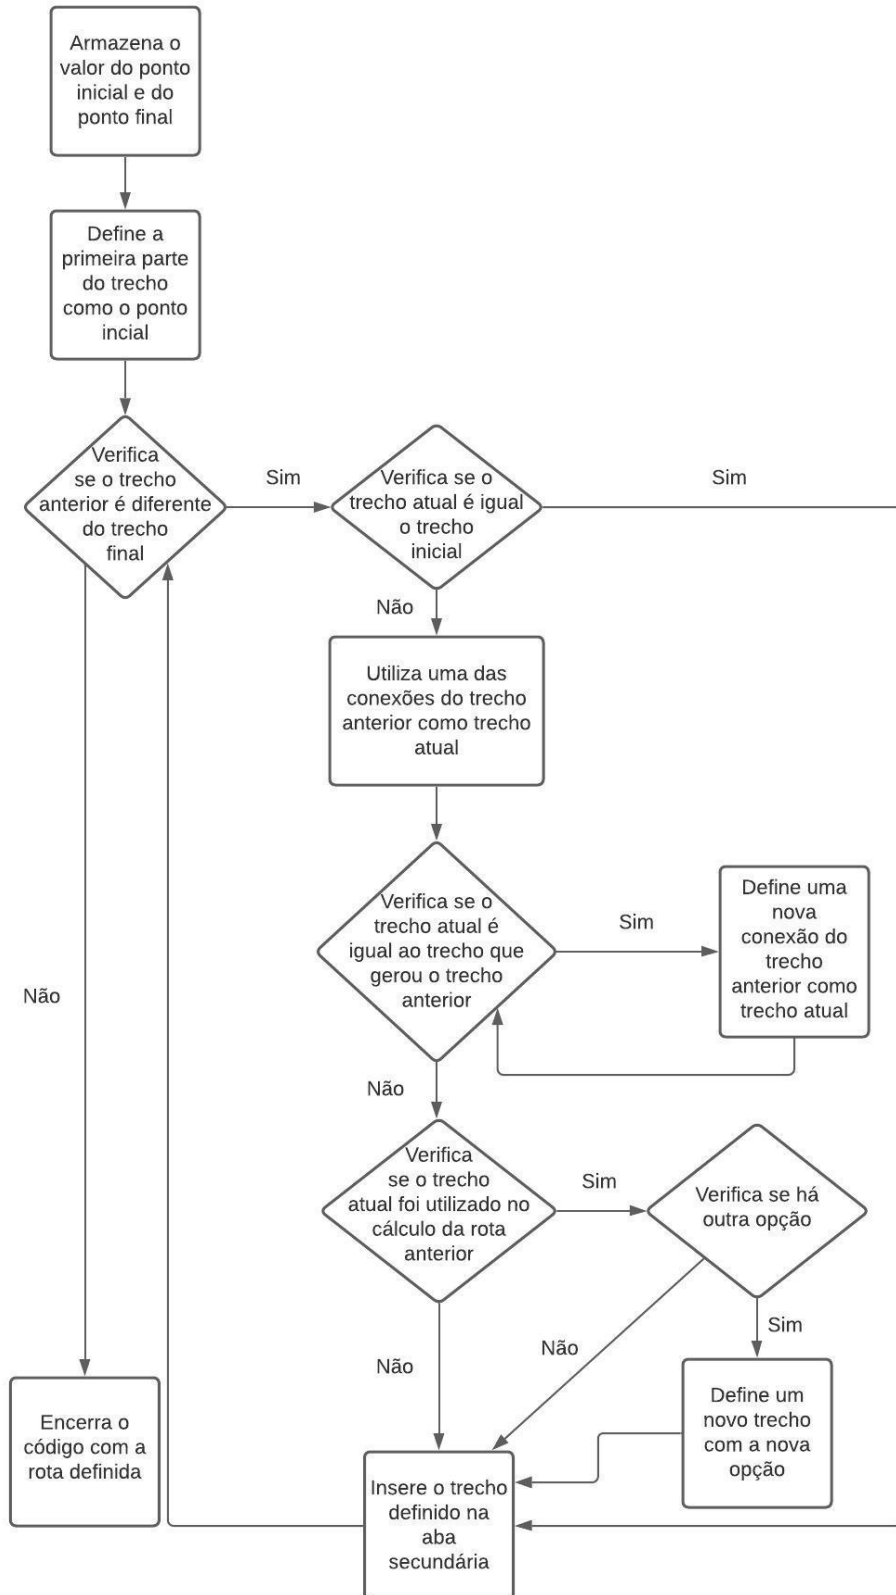 Armazena o
valor do ponto
inicial e do
ponto final
Define a
primeira parte
do trecho
como o ponto
incial
Verifica
se o trecho
anterior é diferente
do trecho
final
Sim
Verifica se o
trecho atual é igual
o trecho
inicial
Sim
Não
Utiliza uma das
conexões do trecho
anterior como trecho
atual
Verifica se o
trecho atual é
igual ao trecho que
gerou o trecho
anterior
Sim
Define uma
nova
conexão do
trecho
anterior como
trecho atual
Não
Não
Verifica
se o trecho
atual foi utilizado no
cálculo da rota
anterior
Sim
Verifica se há
outra opção
Sim
Não
Não
Define um
novo trecho
com a nova
opção
Encerra o
código com a
rota definida
Insere o trecho
definido na
aba
secundária